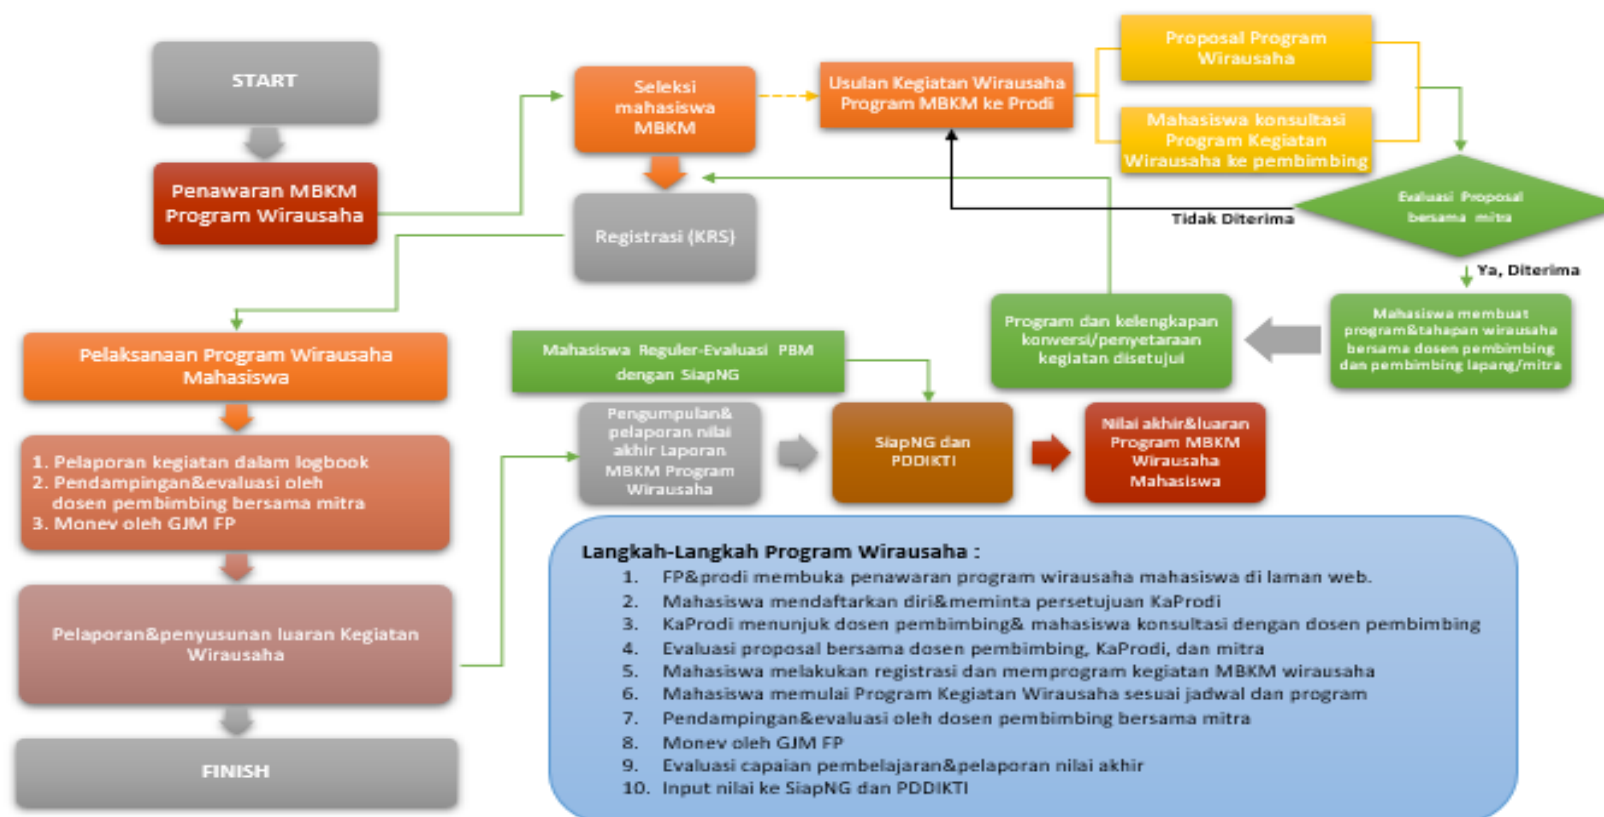 START
Penawaran MBKM
Program Wirausaha
Seleksi
mahasiswa
MBKM
Registrasi (KRS)
Usulan Kegiatan Wirausaha
Program MBKM ke Prodi
Proposal Program
Wirausaha
Mahasiswa konsultasi
Program Kegiatan
Wirausaha ke pembimbing
Evaluasi Proposal
bersama mitra
Tidak Diterima
Ya, Diterima
Mahasiswa membuat
program&tahapan wirausaha
bersama dosen pembimbing
dan pembimbing lapang/mitra
Program dan kelengkapan
konversi/penyetaraan
kegiatan disetujui
Pelaksanaan Program Wirausaha
Mahasiswa
1. Pelaporan kegiatan dalam logbook
2. Pendampingan&evaluasi oleh
dosen pembimbing bersama mitra
3. Monev oleh GJM FP
Pelaporan&penyusunan luaran Kegiatan
Wirausaha
FINISH
Mahasiswa Reguler-Evaluasi PBM
dengan SiapNG
Pengumpulan&
pelaporan nilai
akhir Laporan
MBKM Program
Wirausaha
SiapNG dan
PDDIKTI
Nilai akhir&luaran
Program MBKM
Wirausaha
Mahasiswa
Langkah-Langkah Program Wirausaha :
1. FP&prodi membuka penawaran program wirausaha mahasiswa di laman web.
2. Mahasiswa mendaftarkan diri&meminta persetujuan KaProdi
3. KaProdi menunjuk dosen pembimbing& mahasiswa konsultasi dengan dosen pembimbing
4. Evaluasi proposal bersama dosen pembimbing, KaProdi, dan mitra
5. Mahasiswa melakukan registrasi dan memprogram kegiatan MBKM wirausaha
6. Mahasiswa memulai Program Kegiatan Wirausaha sesuai jadwal dan program
7. Pendampingan&evaluasi oleh dosen pembimbing bersama mitra
8. Monev oleh GJM FP
9. Evaluasi capaian pembelajaran&pelaporan nilai akhir
10. Input nilai ke SiapNG dan PDDIKTI